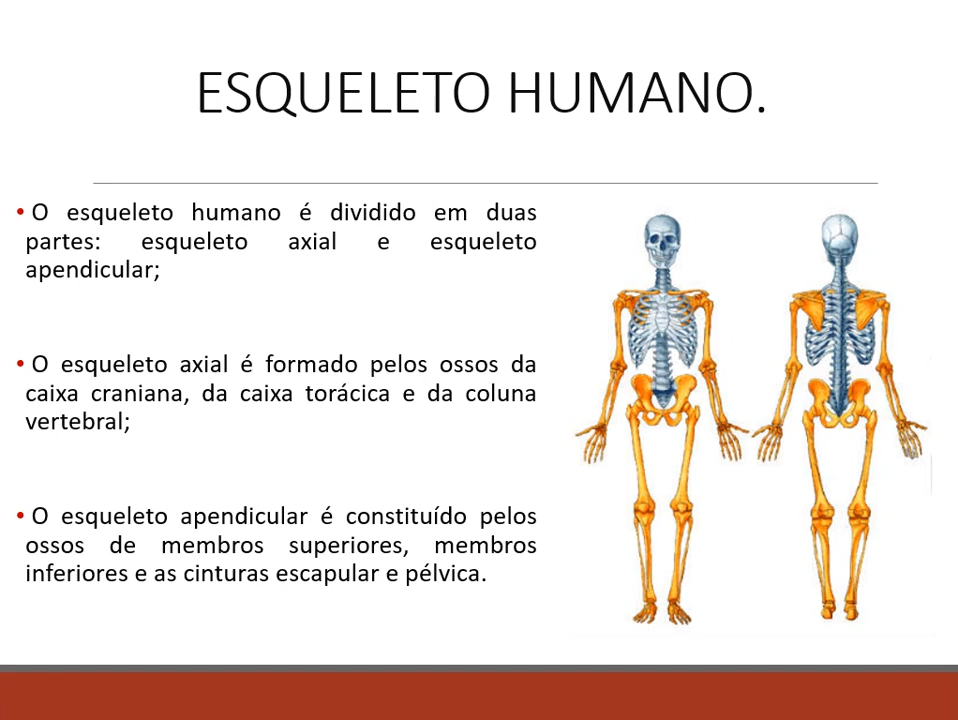 ESQUELETO HUMANO.
• O esqueleto humano é dividido em duas
partes: esqueleto axial e esqueleto
apendicular;
• O esqueleto axial é formado pelos ossos da
caixa craniana, da caixa torácica e da coluna
vertebral;
• O esqueleto apendicular é constituído pelos
ossos de membros superiores, membros
inferiores e as cinturas escapular e pélvica.